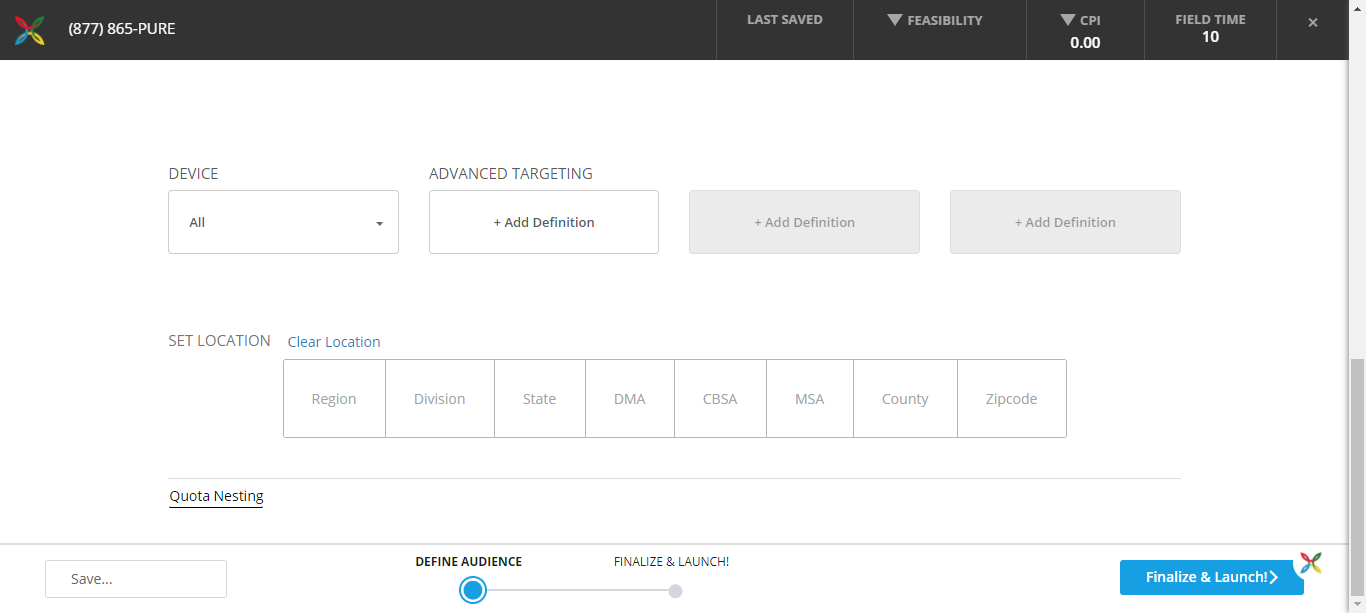 (877) 865-PURE
LAST SAVED
FEASIBILITY
CPI
0.00
FIELD TIME
10
×
DEVICE
All
ADVANCED TARGETING
+ Add Definition
+ Add Definition
+ Add Definition
SET LOCATION Clear Location
Region Division State DMA CBSA MSA County Zipcode
Quota Nesting
Save...
DEFINE AUDIENCE
FINALIZE & LAUNCH!
Finalize & Launch!